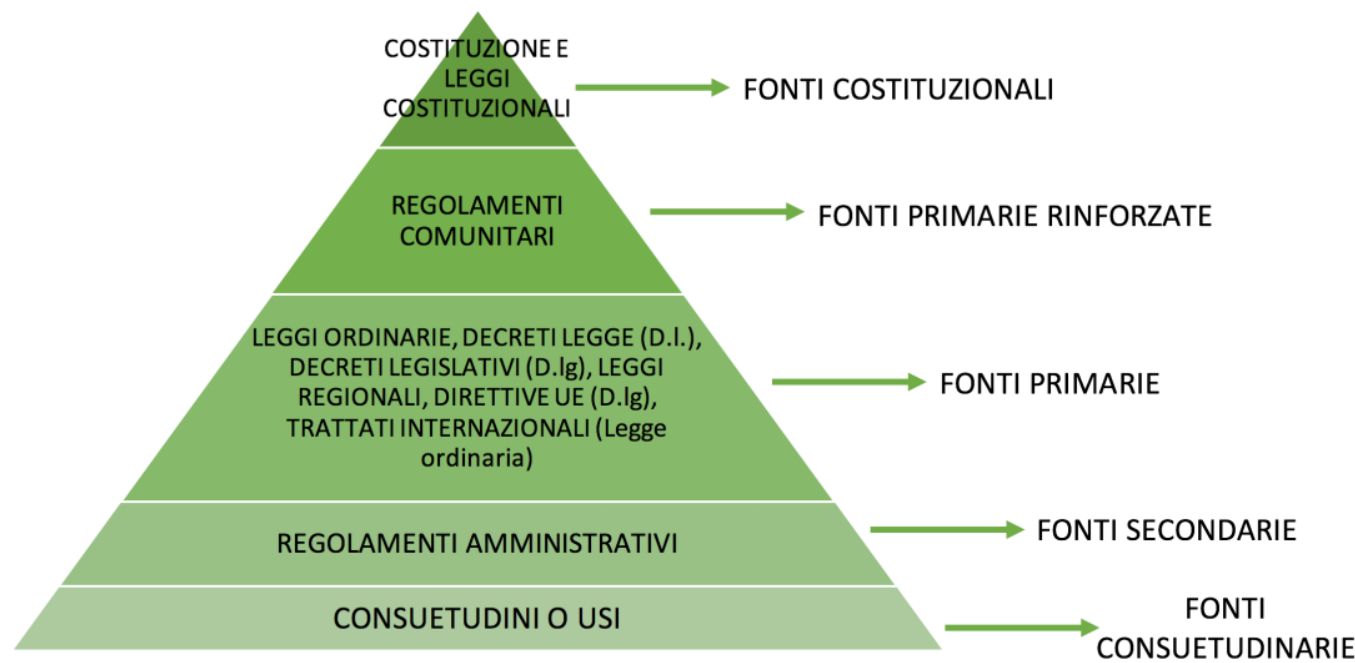 COSTITUZIONE E
LEGGI
COSTITUZIONALI
FONTI COSTITUZIONALI
REGOLAMENTI
COMUNITARI
FONTI PRIMARIE RINFORZATE
LEGGI ORDINARIE, DECRETI LEGGE (D.l.),
DECRETI LEGISLATIVI (D.lg), LEGGI
REGIONALI, DIRETTIVE UE (D.lg),
TRATTATI INTERNAZIONALI (Legge
ordinaria)
FONTI PRIMARIE
REGOLAMENTI AMMINISTRATIVI
FONTI SECONDARIE
CONSUETUDINI O USI
FONTI
CONSUETUDINARIE